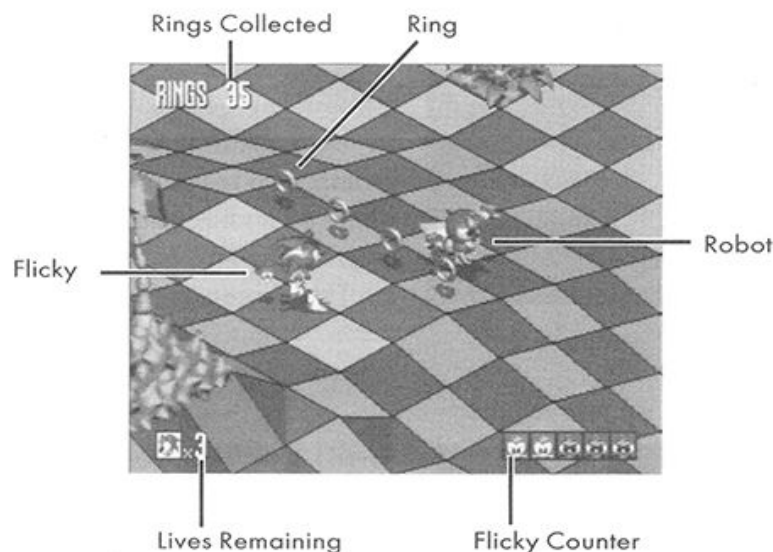 Rings Collected
Ring
RINGS 35
Robot
Flicky
×3
Lives Remaining
Flicky Counter